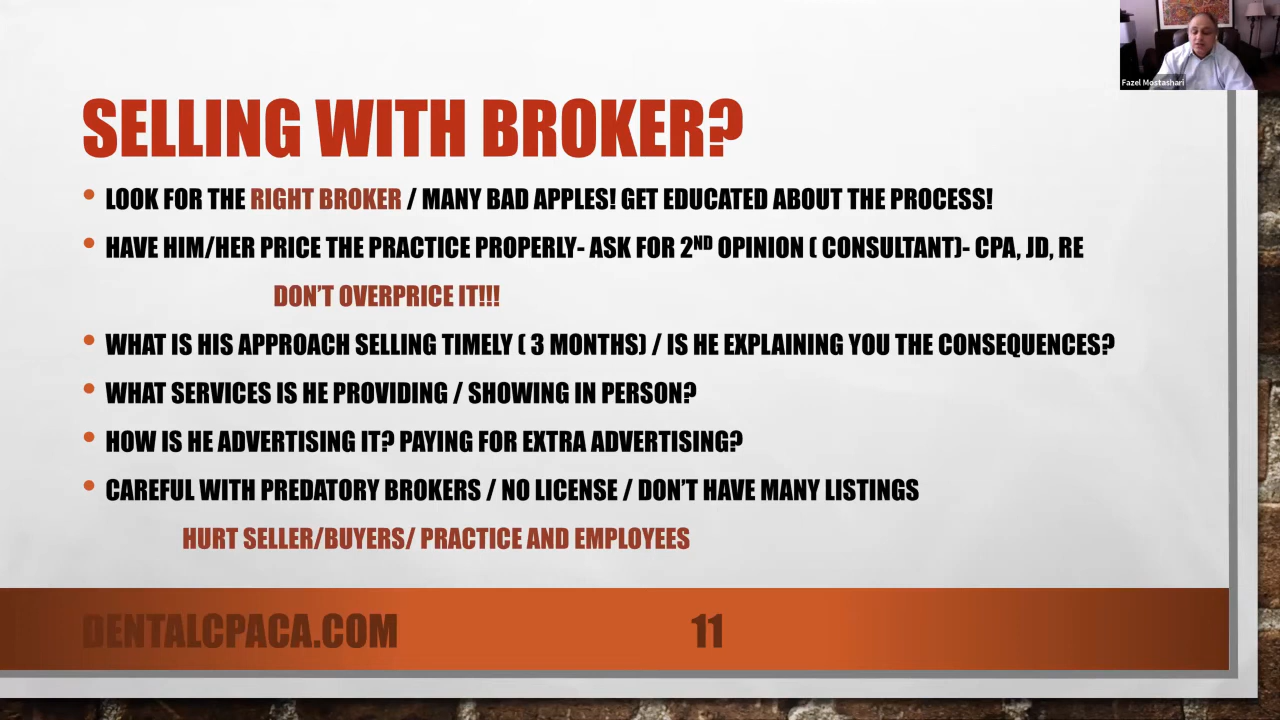 Fazel Mostashari
SELLING WITH BROKER?
• LOOK FOR THE RIGHT BROKER / MANY BAD APPLES! GET EDUCATED ABOUT THE PROCESS!
• HAVE HIM/HER PRICE THE PRACTICE PROPERLY- ASK FOR 2ND OPINION ( CONSULTANT)- CPA, JD, RE
DON'T OVERPRICE IT!!!
• WHAT IS HIS APPROACH SELLING TIMELY ( 3 MONTHS) / IS HE EXPLAINING YOU THE CONSEQUENCES?
• WHAT SERVICES IS HE PROVIDING / SHOWING IN PERSON?
• HOW IS HE ADVERTISING IT? PAYING FOR EXTRA ADVERTISING?
• CAREFUL WITH PREDATORY BROKERS / NO LICENSE / DON'T HAVE MANY LISTINGS
HURT SELLER/BUYERS/ PRACTICE AND EMPLOYEES
DENTALCPACA.COM 11